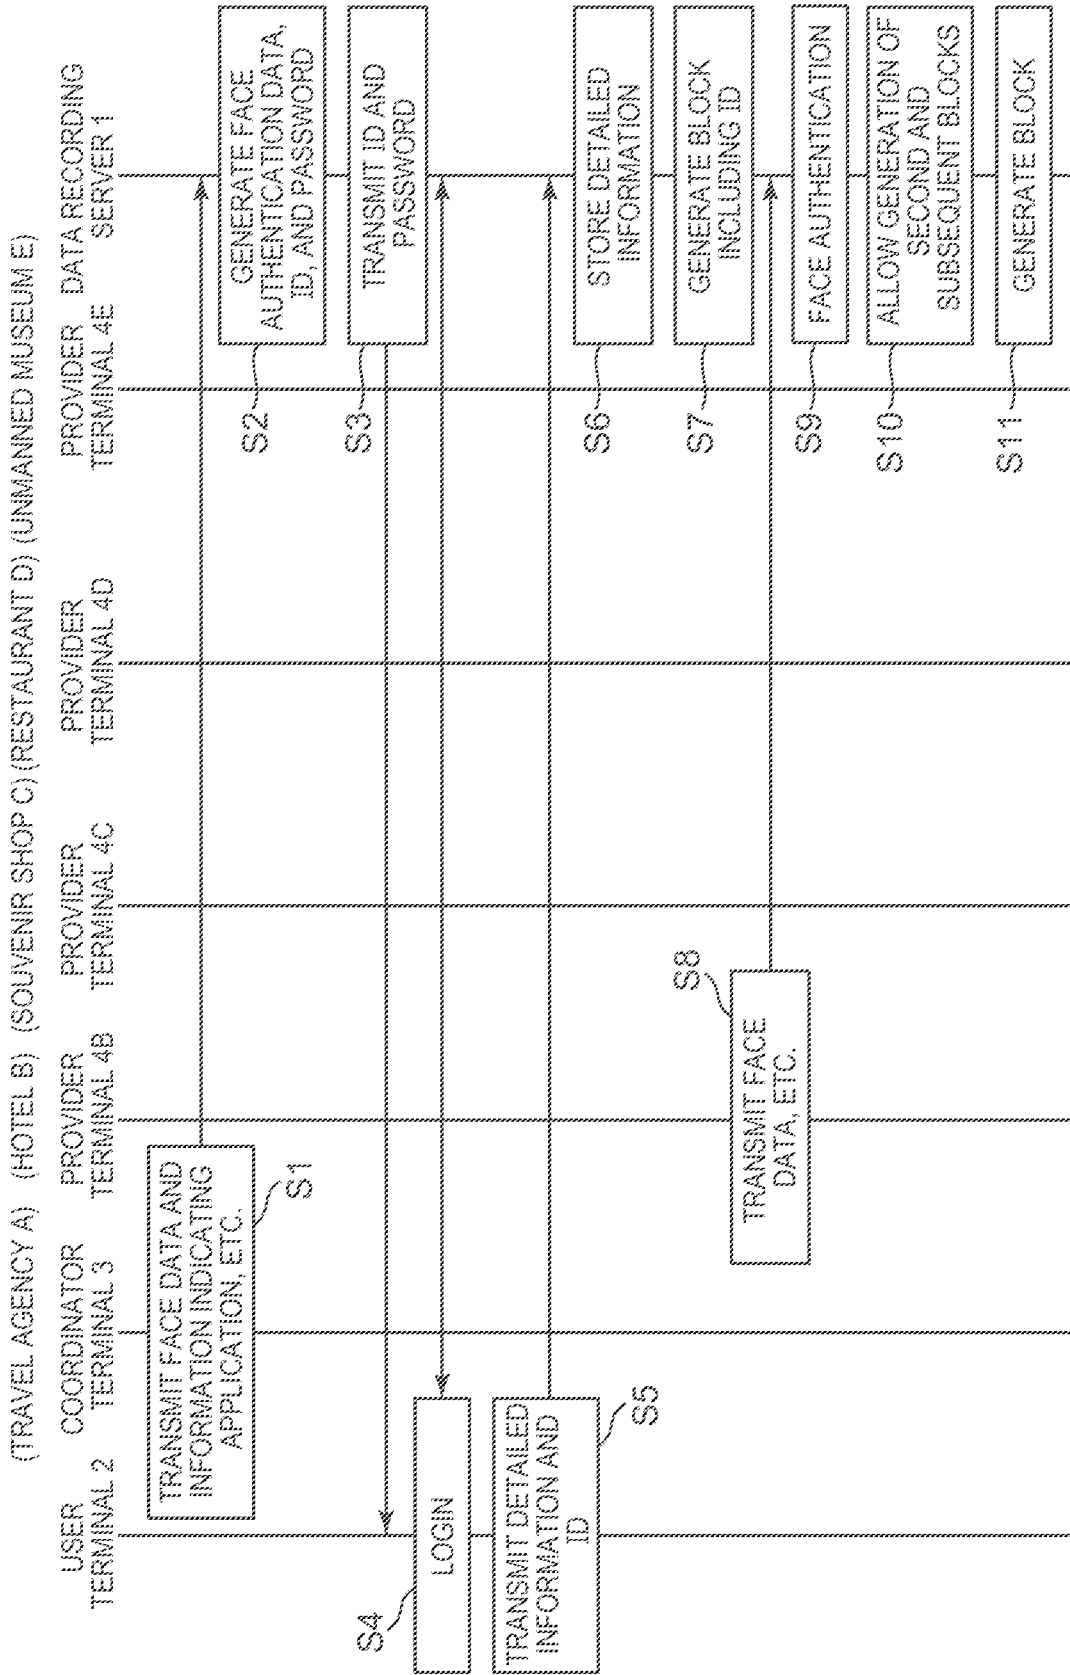 (TRAVEL AGENCY A) (HOTEL B) (SOUVENIR SHOP C) (RESTAURANT D) (UNMANNED MUSEUM E)
USER
TERMINAL 2
COORDINATOR
TERMINAL 3
PROVIDER
TERMINAL 4B
PROVIDER
TERMINAL 4C
PROVIDER
TERMINAL 4D
PROVIDER
TERMINAL 4E
DATA RECORDING
SERVER 1
TRANSMIT FACE DATA AND
INFORMATION INDICATING
APPLICATION, ETC.
S1
GENERATE FACE
AUTHENTICATION DATA,
ID, AND PASSWORD
S2
TRANSMIT ID AND
PASSWORD
S3
LOGIN
S4
TRANSMIT DETAILED
INFORMATION AND
ID
S5
STORE DETAILED
INFORMATION
S6
GENERATE BLOCK
INCLUDING ID
S7
TRANSMIT FACE
DATA, ETC.
S8
FACE AUTHENTICATION
S9
ALLOW GENERATION OF
SECOND AND
SUBSEQUENT BLOCKS
S10
GENERATE BLOCK
S11